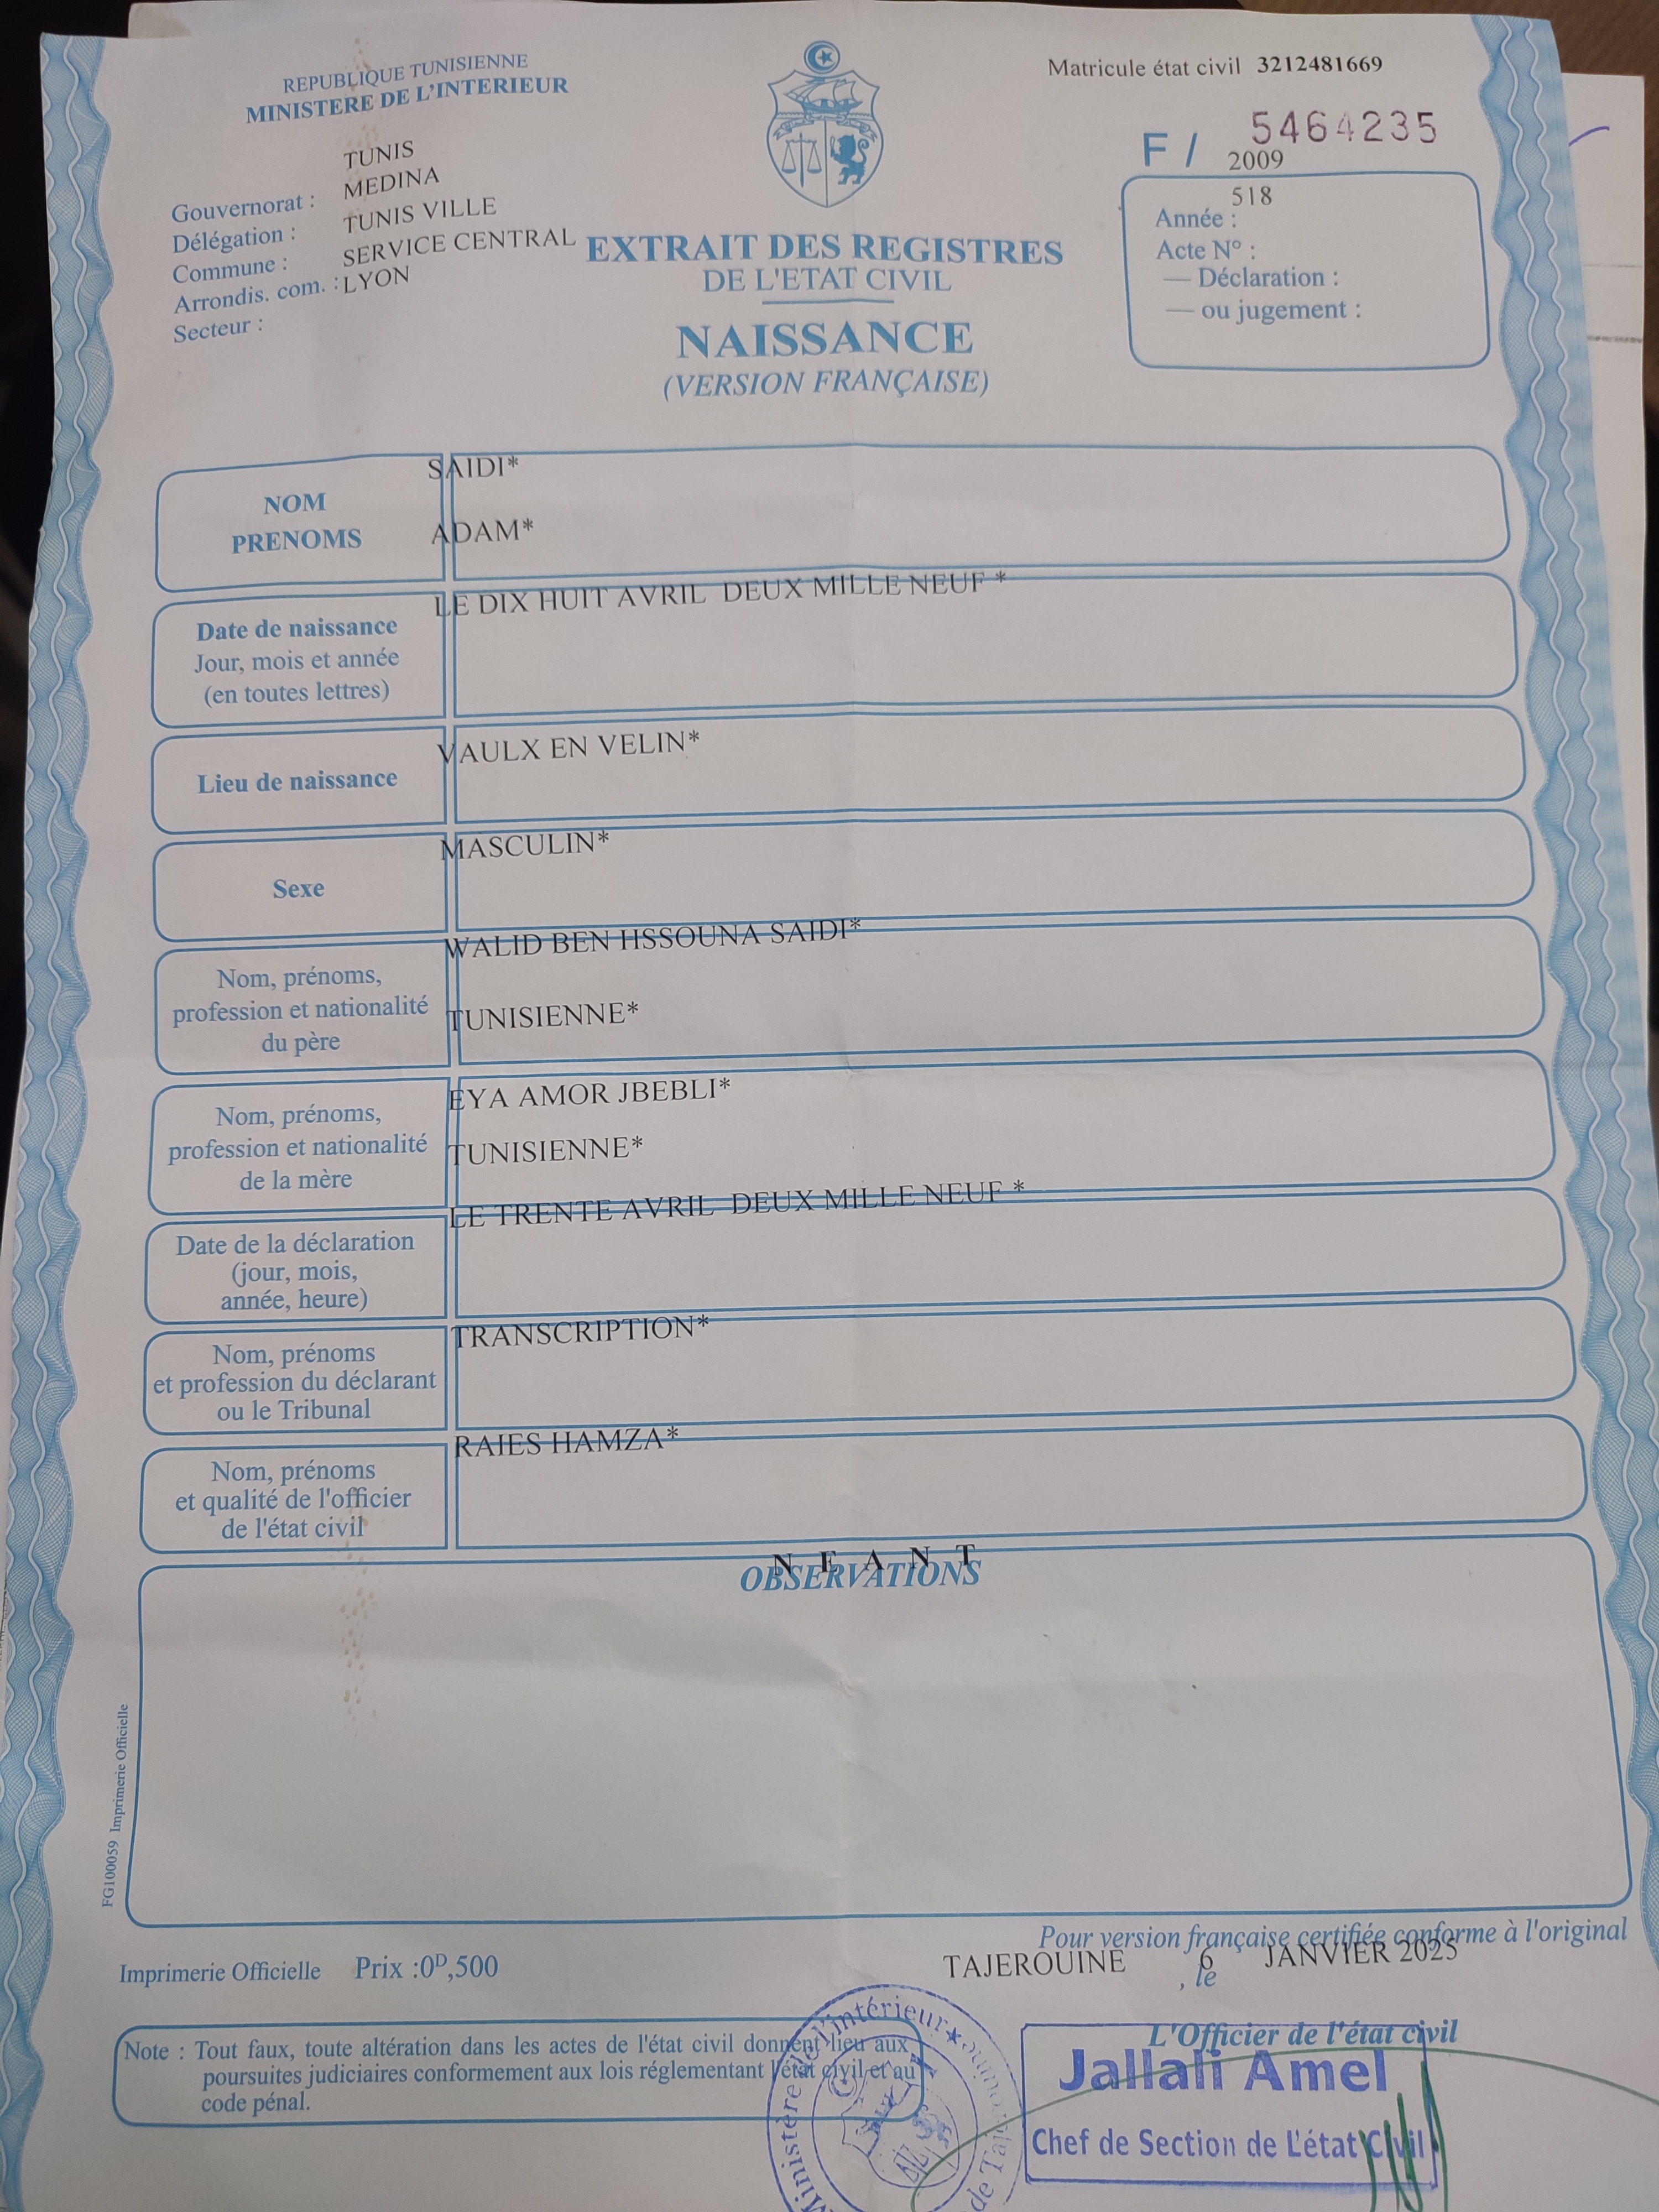 REPUBLIQUE TUNISIENNE
MINISTERE DE L'INTERIEUR
Matricule état civil 3212481669
F / 5464235
2009
518
Année :
Acte N° :
— Déclaration :
— ou jugement :
TUNIS
Gouvernorat : MEDINA
Délégation : TUNIS VILLE
Commune : SERVICE CENTRAL
Arrondis. com. : LYON
Secteur :
EXTRAIT DES REGISTRES
DE L'ETAT CIVIL
NAISSANCE
(VERSION FRANÇAISE)
NOM
PRENOMS
SAIDI*
ADAM*
Date de naissance
Jour, mois et année
(en toutes lettres)
LE DIX HUIT AVRIL DEUX MILLE NEUF *
Lieu de naissance
VAULX EN VELIN*
Sexe
MASCULIN*
Nom, prénoms,
profession et nationalité
du père
WALID BEN HSSOUNA SAIDI*
TUNISIENNE*
Nom, prénoms,
profession et nationalité
de la mère
EYA AMOR JBEBLI*
TUNISIENNE*
Date de la déclaration
(jour, mois,
année, heure)
LE TRENTE AVRIL DEUX MILLE NEUF *
Nom, prénoms
et profession du déclarant
ou le Tribunal
TRANSCRIPTION*
Nom, prénoms
et qualité de l'officier
de l'état civil
RAIES HAMZA*
N E A N T
OBSERVATIONS
FG100059 Imprimerie Officielle
Pour version française certifiée conforme à l'original
TAJEROUINE , le 6 JANVIER 2025
Imprimerie Officielle Prix :0D,500
Note : Tout faux, toute altération dans les actes de l'état civil donnent lieu aux
poursuites judiciaires conformement aux lois réglementant l'état civil et au
code pénal.
L'Officier de l'état civil
Jallali Amel
Chef de Section de L'état Civil
Ministère de l'intérieur